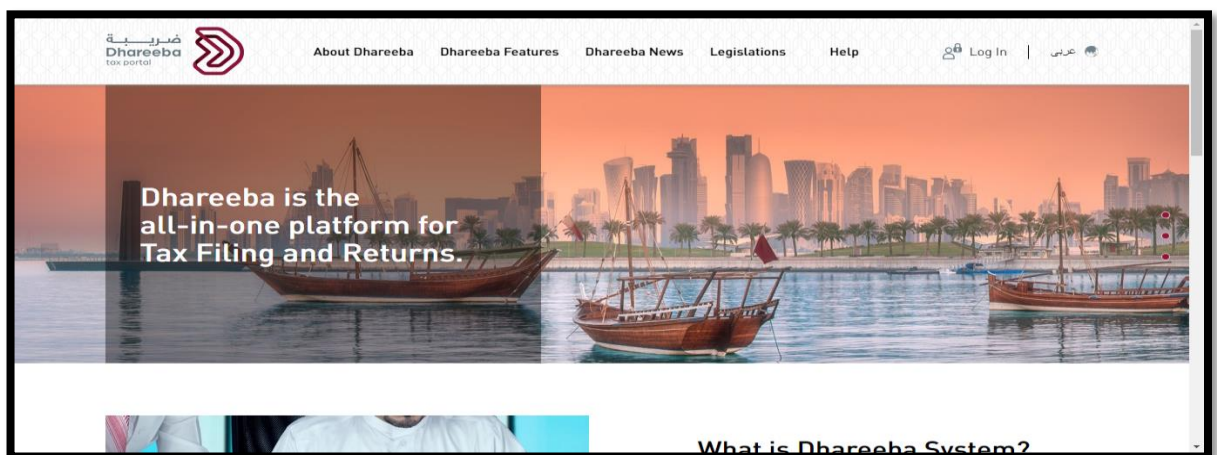 ضريبة
Dhareeba
tax portal
About Dhareeba
Dhareeba Features
Dhareeba News
Legislations
Help
Log In
عربى
Dhareeba is the
all-in-one platform for
Tax Filing and Returns.
What is Dhareeba System?